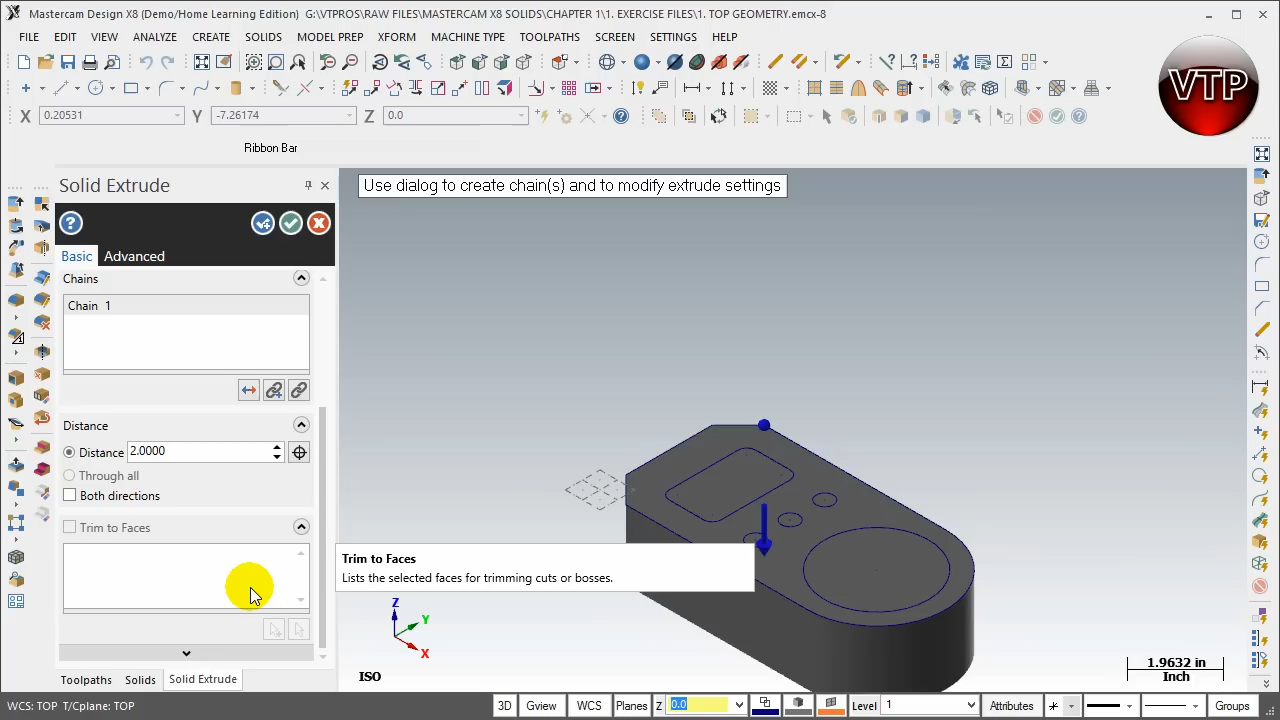 Mastercam Design X8 (Demo/Home Learning Edition)  G:\VTPROS\RAW FILES\MASTERCAM X8 SOLIDS\CHAPTER 1\1. EXERCISE FILES\1. TOP GEOMETRY.emcx-8
FILE EDIT VIEW ANALYZE CREATE SOLIDS MODEL PREP XFORM MACHINE TYPE TOOLPATHS SCREEN SETTINGS HELP
VTP
X 0.20531 Y -7.26174 Z 0.0
Ribbon Bar
Solid Extrude
Use dialog to create chain(s) and to modify extrude settings
Basic Advanced
Chains
Chain 1
Distance
Distance 2.0000
Through all
Both directions
Trim to Faces
Trim to Faces
Lists the selected faces for trimming cuts or bosses.
Z
Y
X
ISO
1.9632 in
Inch
Toolpaths Solids Solid Extrude
WCS: TOP T/Cplane: TOP 3D Gview WCS Planes Z 0.0 Level 1 Attributes Groups